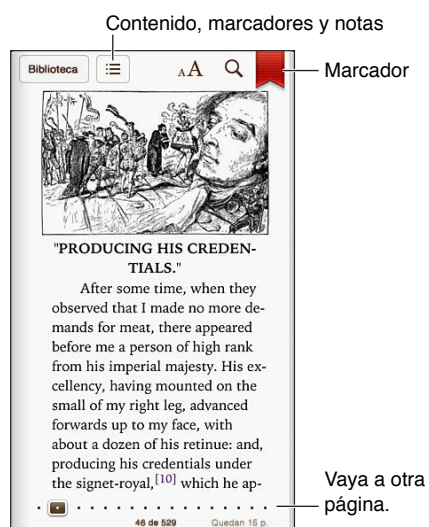 Contenido, marcadores y notas
Biblioteca
AA
Marcador
"PRODUCING HIS CREDEN-
TIALS."
After some time, when they
observed that I made no more de-
mands for meat, there appeared
before me a person of high rank
from his imperial majesty. His ex-
cellency, having mounted on the
small of my right leg, advanced
forwards up to my face, with
about a dozen of his retinue: and,
producing his credentials under
the signet-royal,[10] which he ap-
Vaya a otra
página.
46 de 529
Quedan 15 p.